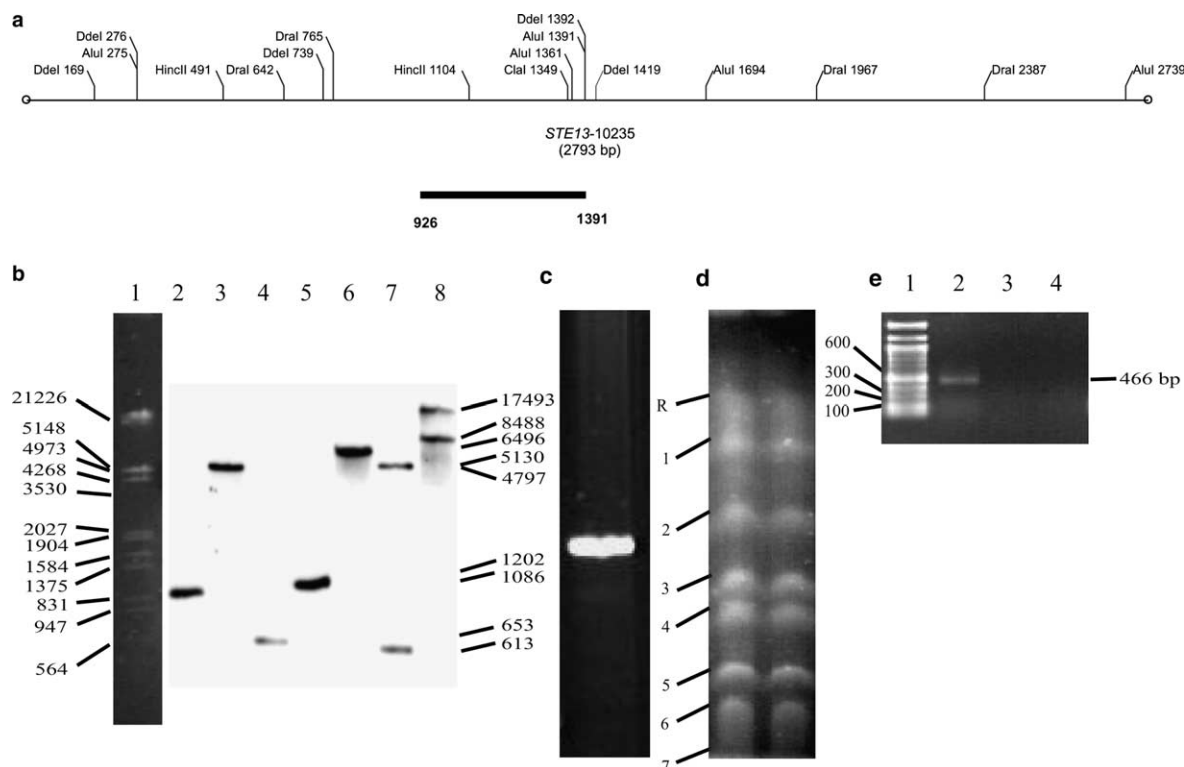 a
DdeI 1392
DdeI 276 DraI 765 AluI 1391
AluI 275 DdeI 739 AluI 1361
DdeI 169 HincII 491 DraI 642 HincII 1104 ClaI 1349 DdeI 1419 AluI 1694 DraI 1967 DraI 2387 AluI 2739
STE13-10235
(2793 bp)
926 1391
b
1 2 3 4 5 6 7 8
21226
5148
4973
4268
3530
2027
1904
1584
1375
831
947
564
17493
8488
6496
5130
4797
1202
1086
653
613
c
d
R
1
2
3
4
5
6
7
e
1 2 3 4
600
300
200
100
466 bp